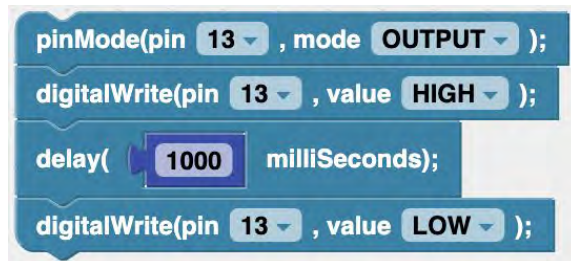 pinMode(pin 13 , mode OUTPUT );
digitalWrite(pin 13 , value HIGH );
delay( 1000 milliSeconds);
digitalWrite(pin 13 , value LOW );